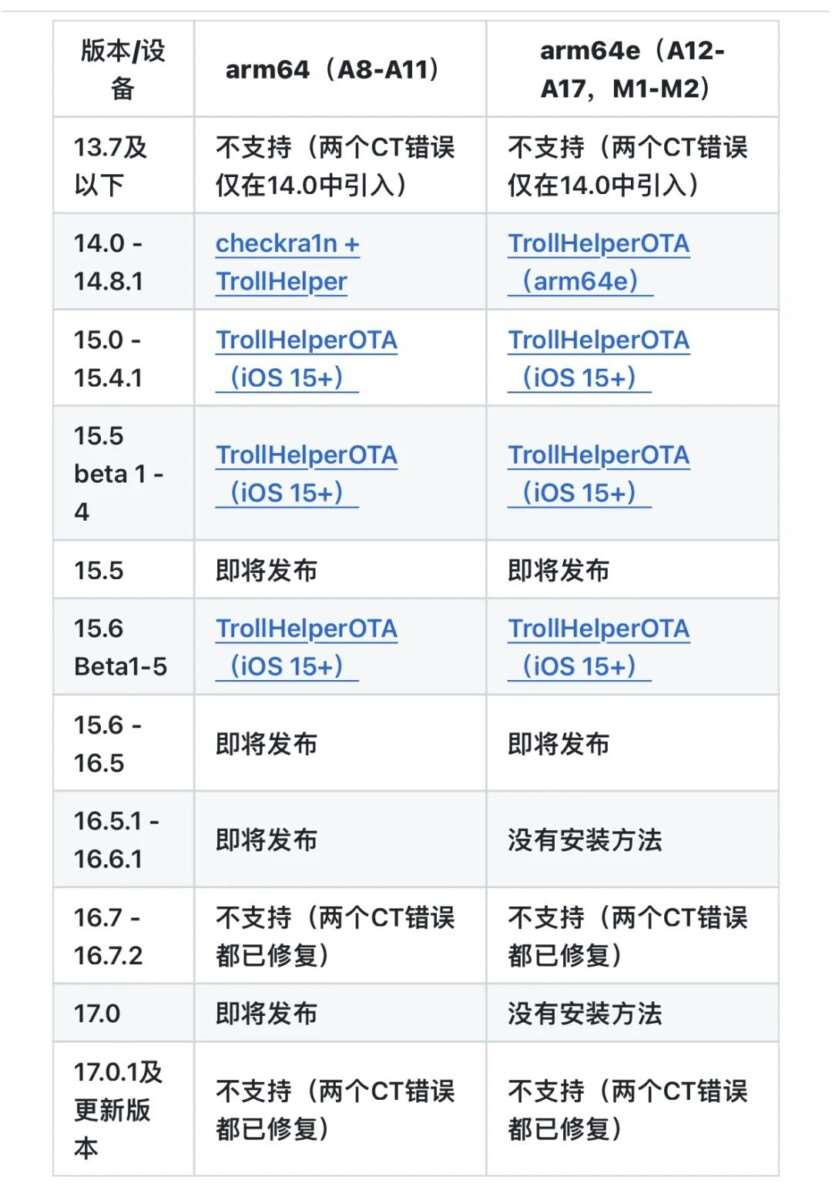 版本/设
备
arm64（A8-A11）
arm64e（A12-
A17，M1-M2）
13.7及
以下
不支持（两个CT错误
仅在14.0中引入）
不支持（两个CT错误
仅在14.0中引入）
14.0 -
14.8.1
checkra1n +
TrollHelper
TrollHelperOTA
（arm64e）
15.0 -
15.4.1
TrollHelperOTA
（iOS 15+）
TrollHelperOTA
（iOS 15+）
15.5
beta 1 -
4
TrollHelperOTA
（iOS 15+）
TrollHelperOTA
（iOS 15+）
15.5
即将发布
即将发布
15.6
Beta1-5
TrollHelperOTA
（iOS 15+）
TrollHelperOTA
（iOS 15+）
15.6 -
16.5
即将发布
即将发布
16.5.1 -
16.6.1
即将发布
没有安装方法
16.7 -
16.7.2
不支持（两个CT错误
都已修复）
不支持（两个CT错误
都已修复）
17.0
即将发布
没有安装方法
17.0.1及
更新版
本
不支持（两个CT错误
都已修复）
不支持（两个CT错误
都已修复）